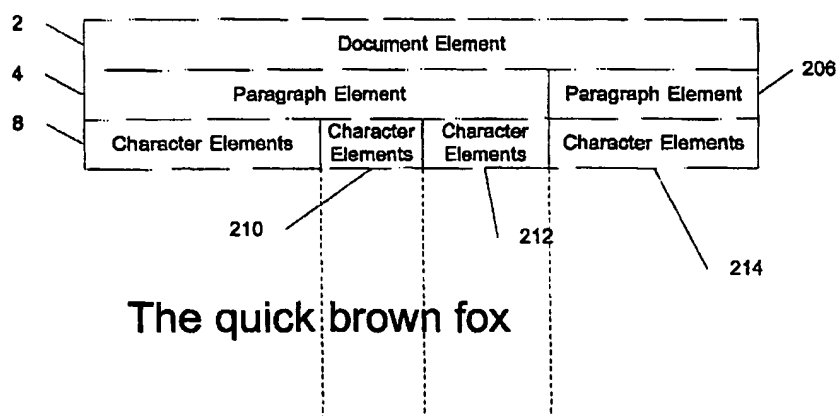 2
Document Element
4
Paragraph Element
Paragraph Element
206
8
Character Elements
Character Elements
Character Elements
Character Elements
210
212
214
The quick brown fox